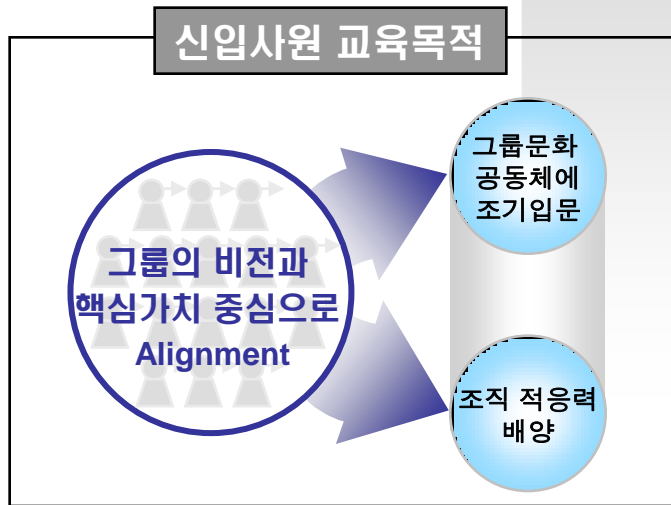 신입사원 교육목적
그룹의 비전과
핵심가치 중심으로
Alignment
그룹문화
공동체에
조기입문
조직 적응력
배양